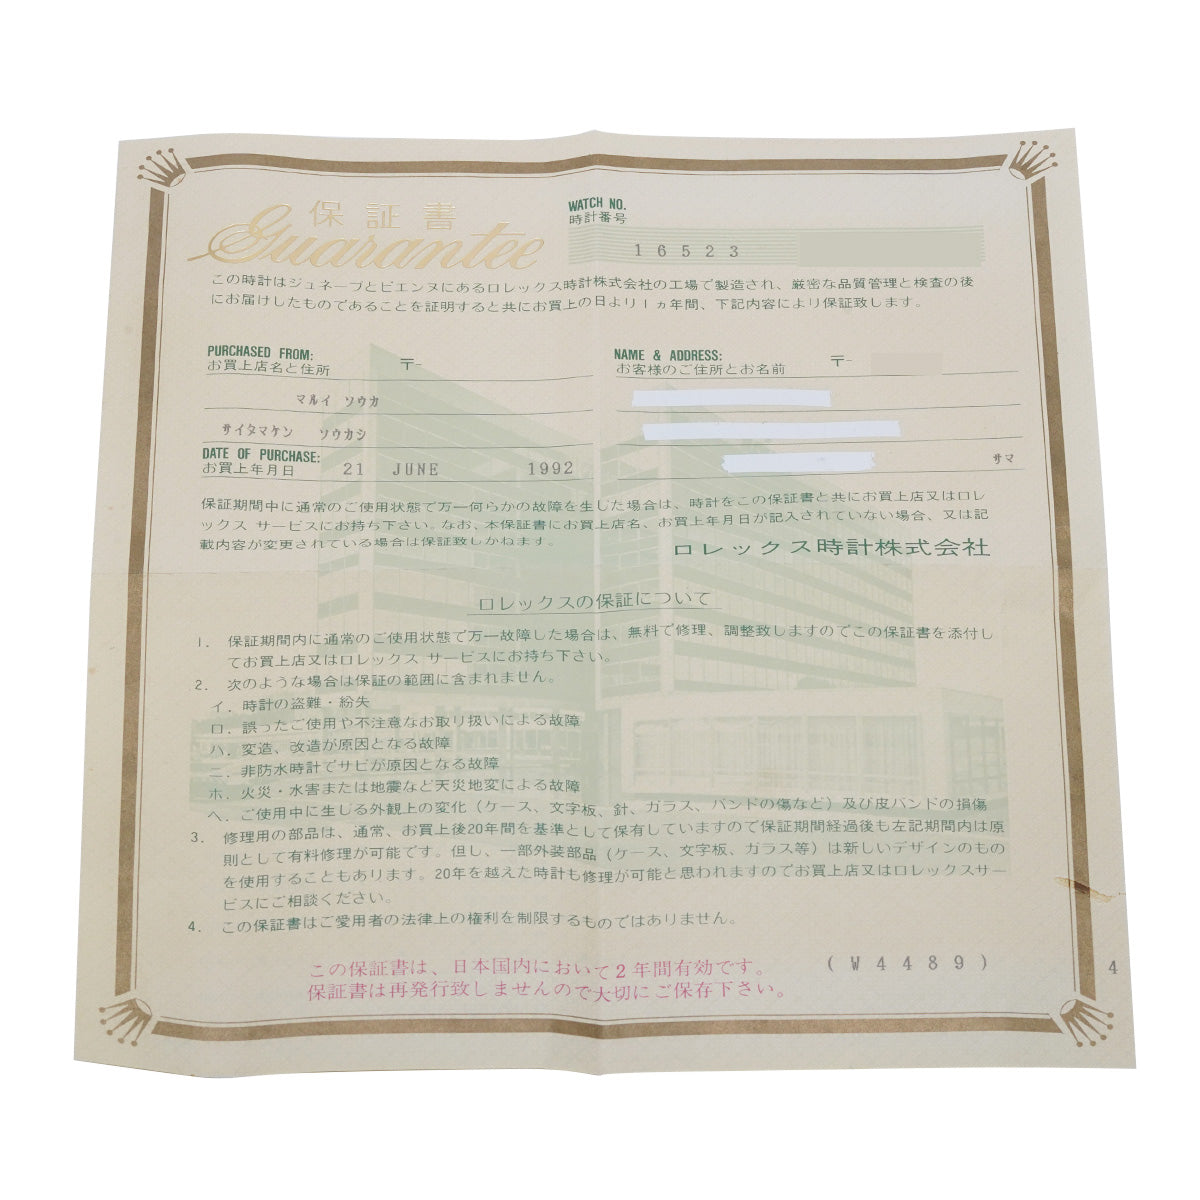 保証書
Guarantee
WATCH NO.
時計番号
16523
この時計はジュネーブとビエンヌにあるロレックス時計株式会社の工場で製造され、厳密な品質管理と検査の後
にお届けしたものであることを証明すると共にお買上の日より1ヵ年間、下記内容により保証致します。
PURCHASED FROM:
お買上店名と住所
〒-
マルイ ソウカ
サイタマケン ソウカシ
DATE OF PURCHASE:
お買上年月日
21 JUNE 1992
NAME & ADDRESS:
お客様のご住所とお名前
〒-
サマ
保証期間中に通常のご使用状態で万一何らかの故障を生じた場合は、時計をこの保証書と共にお買上店又はロレ
ックス サービスにお持ち下さい。なお、本保証書にお買上店名、お買上年月日が記入されていない場合、又は記
載内容が変更されている場合は保証致しかねます。
ロレックス時計株式会社
ロレックスの保証について
1. 保証期間内に通常のご使用状態で万一故障した場合は、無料で修理、調整致しますのでこの保証書を添付し
てお買上店又はロレックス サービスにお持ち下さい。
2. 次のような場合は保証の範囲に含まれません。
イ. 時計の盗難・紛失
ロ. 誤ったご使用や不注意なお取り扱いによる故障
ハ. 変造、改造が原因となる故障
ニ. 非防水時計でサビが原因となる故障
ホ. 火災・水害または地震など天災地変による故障
ヘ. ご使用中に生じる外観上の変化(ケース、文字板、針、ガラス、バンドの傷など)及び皮バンドの損傷
3. 修理用の部品は、通常、お買上後20年間を基準として保有していますので保証期間経過後も左記期間内は原
則として有料修理が可能です。但し、一部外装部品(ケース、文字板、ガラス等)は新しいデザインのもの
を使用することもあります。20年を越えた時計も修理が可能と思われますのでお買上店又はロレックスサー
ビスにご相談ください。
4. この保証書はご愛用者の法律上の権利を制限するものではありません。
この保証書は、日本国内において2年間有効です。
保証書は再発行致しませんので大切にご保存下さい。
(W4489)
4